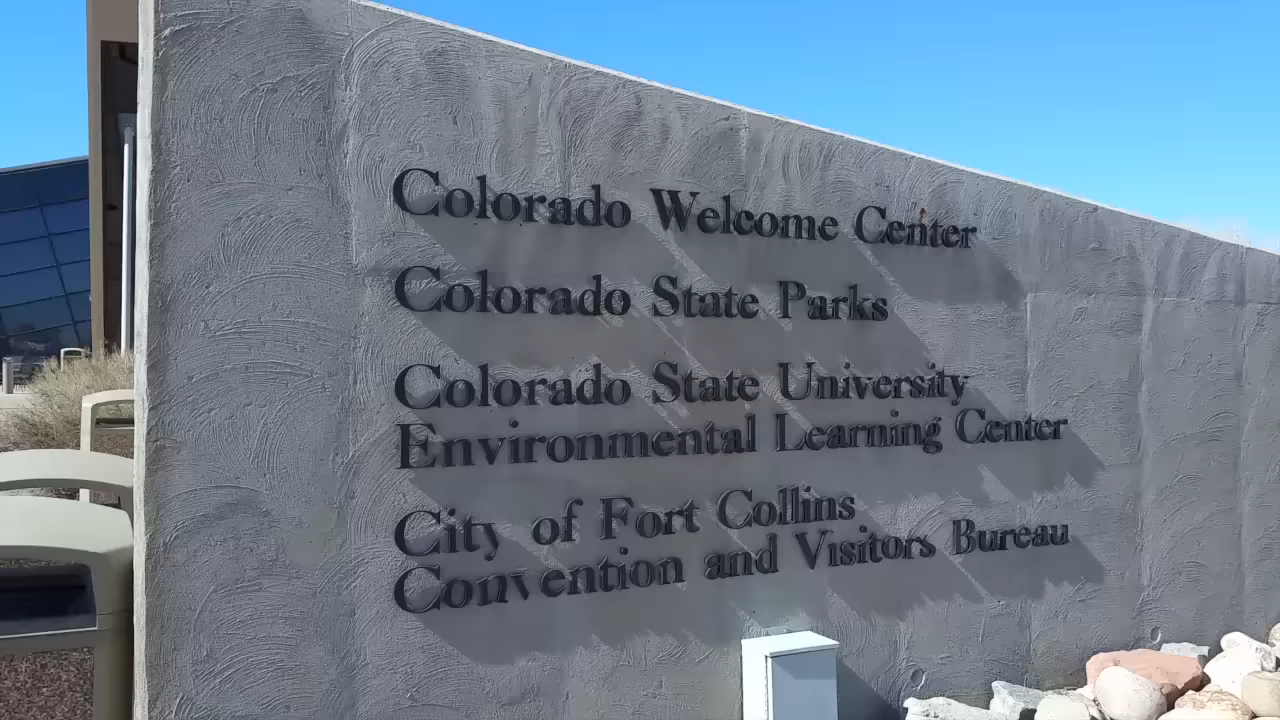 Colorado Welcome Center
Colorado State Parks
Colorado State University
Environmental Learning Center
City of Fort Collins
Convention and Visitors Bureau